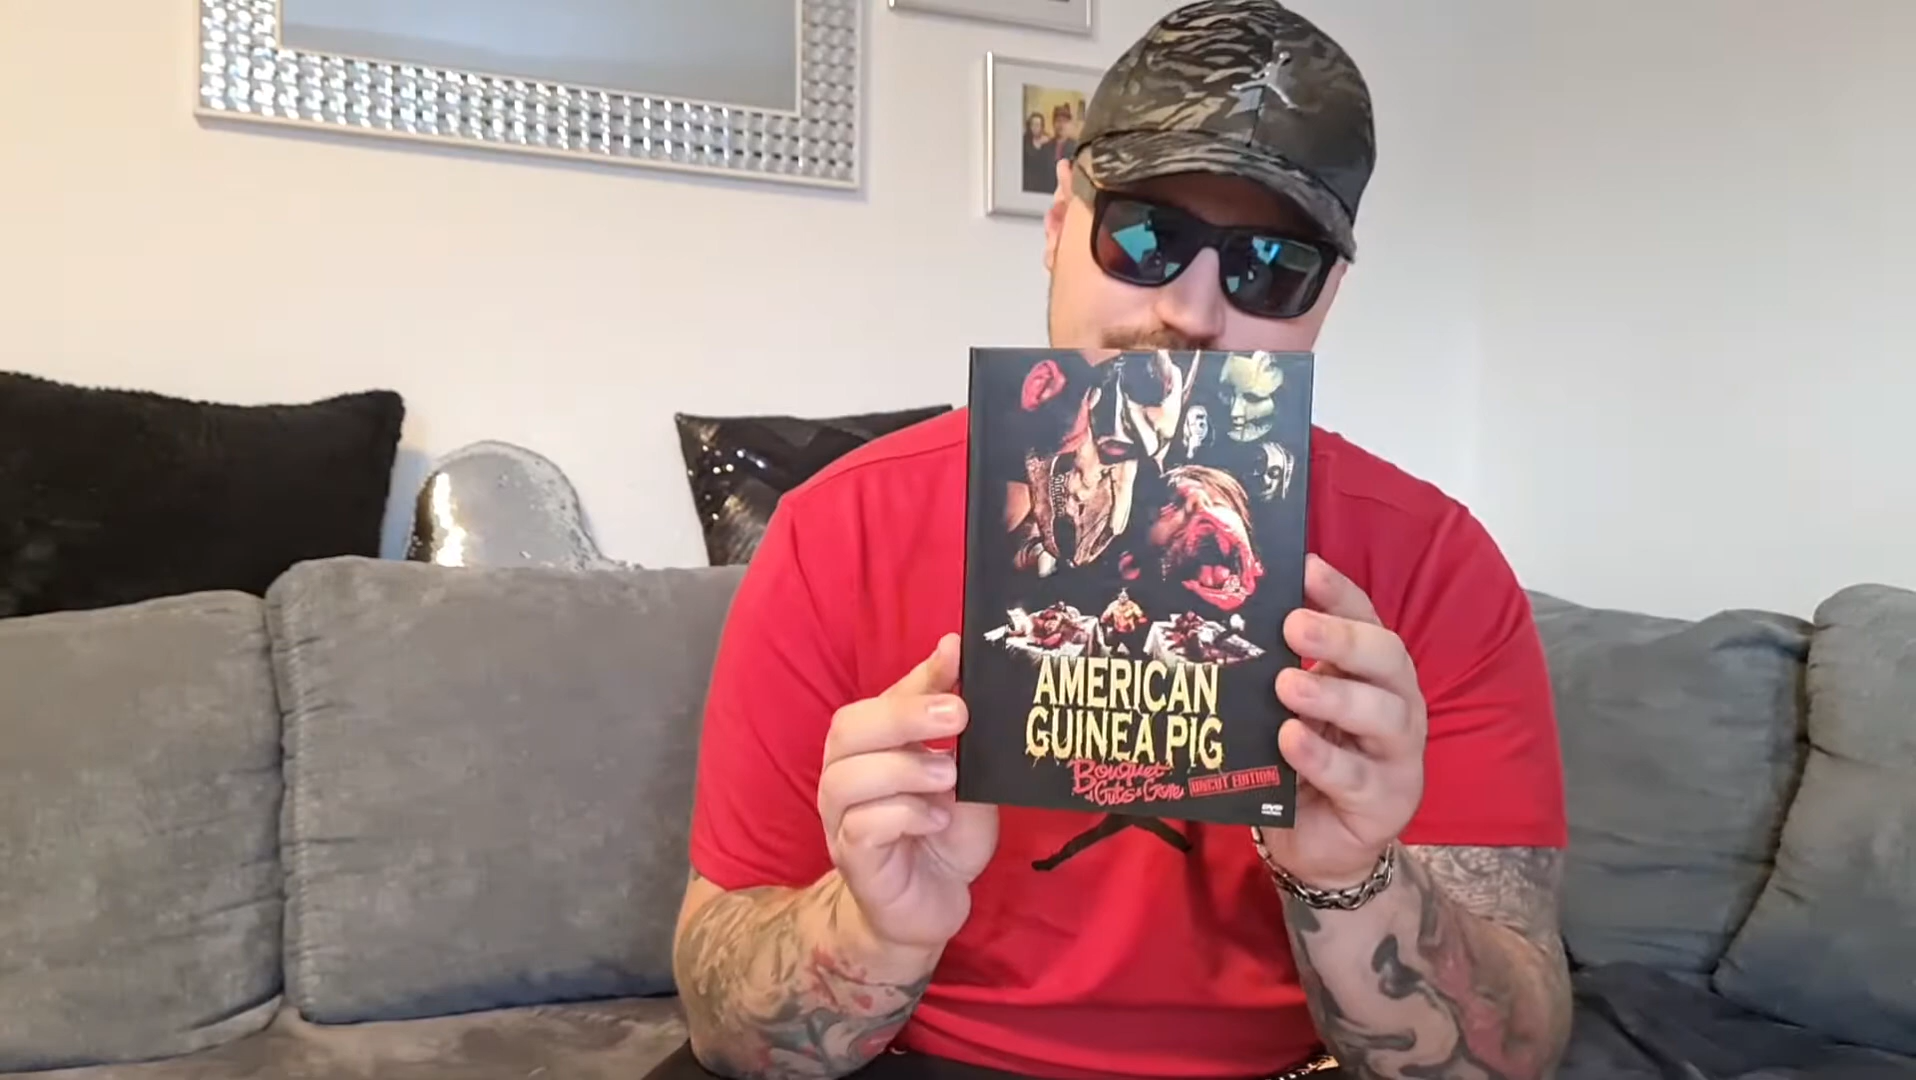 AMERICAN
GUINEA PIG
Bouquet
of Guts & Gore
UNCUT EDITION
DVD